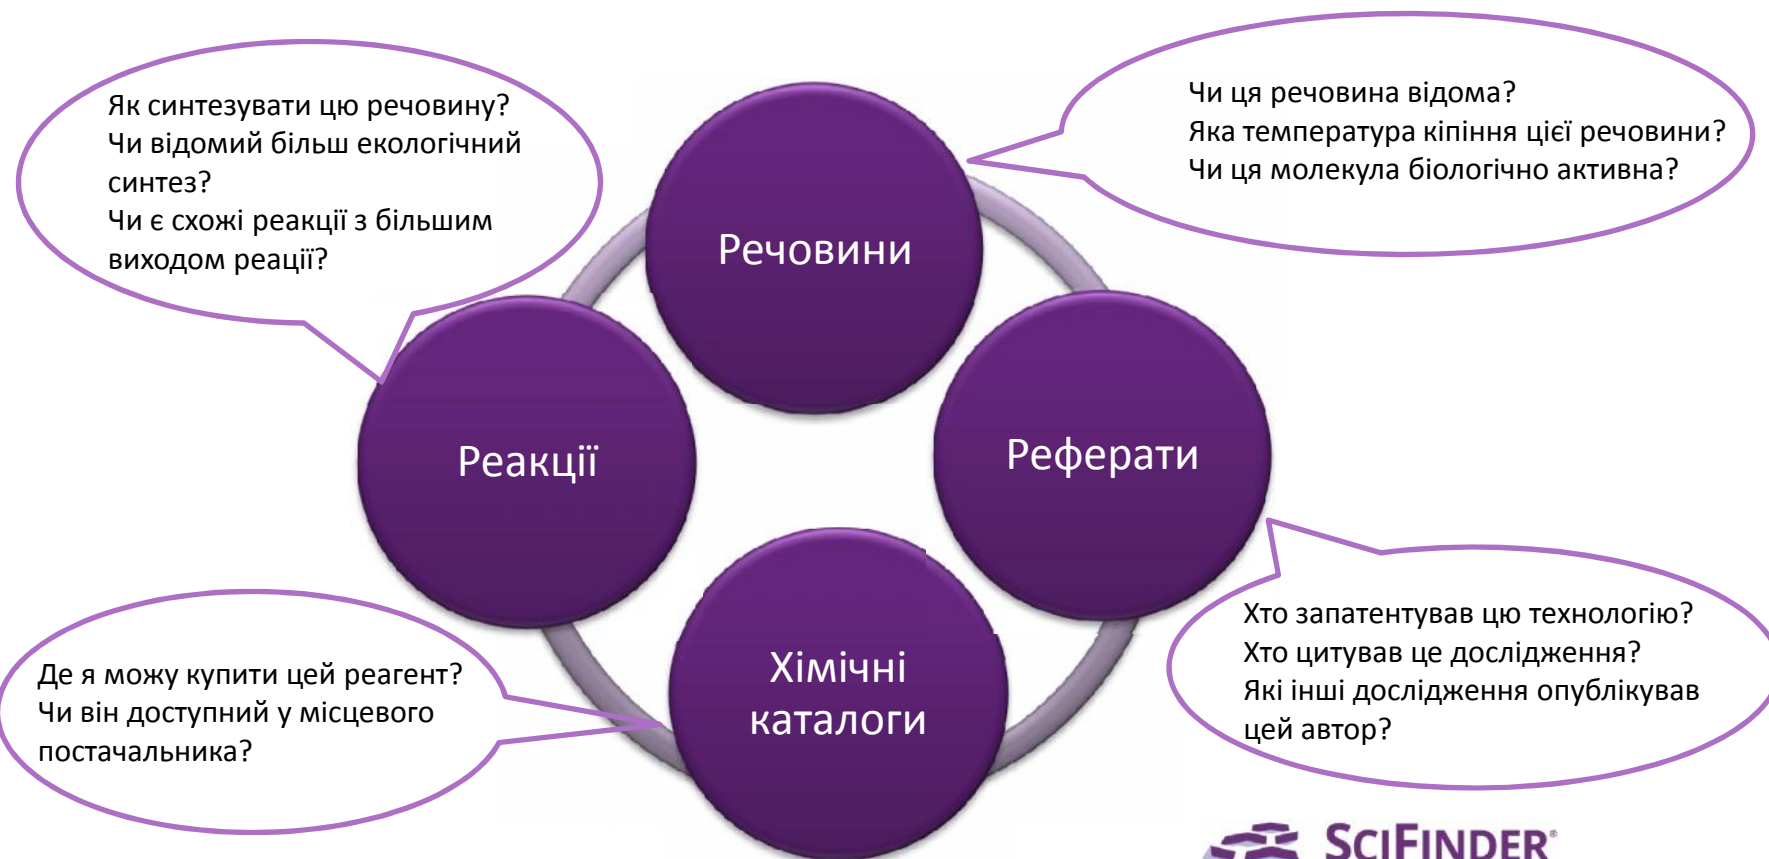 Як синтезувати цю речовину?
Чи відомий більш екологічний
синтез?
Чи є схожі реакції з більшим
виходом реації?
Чи ця речовина відома?
Яка температура кіпіння цієї речовини?
Чи ця молекула біологічно активна?
Речовини
Реакції
Реферати
Хімічні
каталоги
Де я можу купити цей реагент?
Чи він доступний у місцевого
постачальника?
Хто запатентував цю технологію?
Хто цитував це дослідження?
Які інші дослідження опублікував
цей автор?
SCIFINDER®